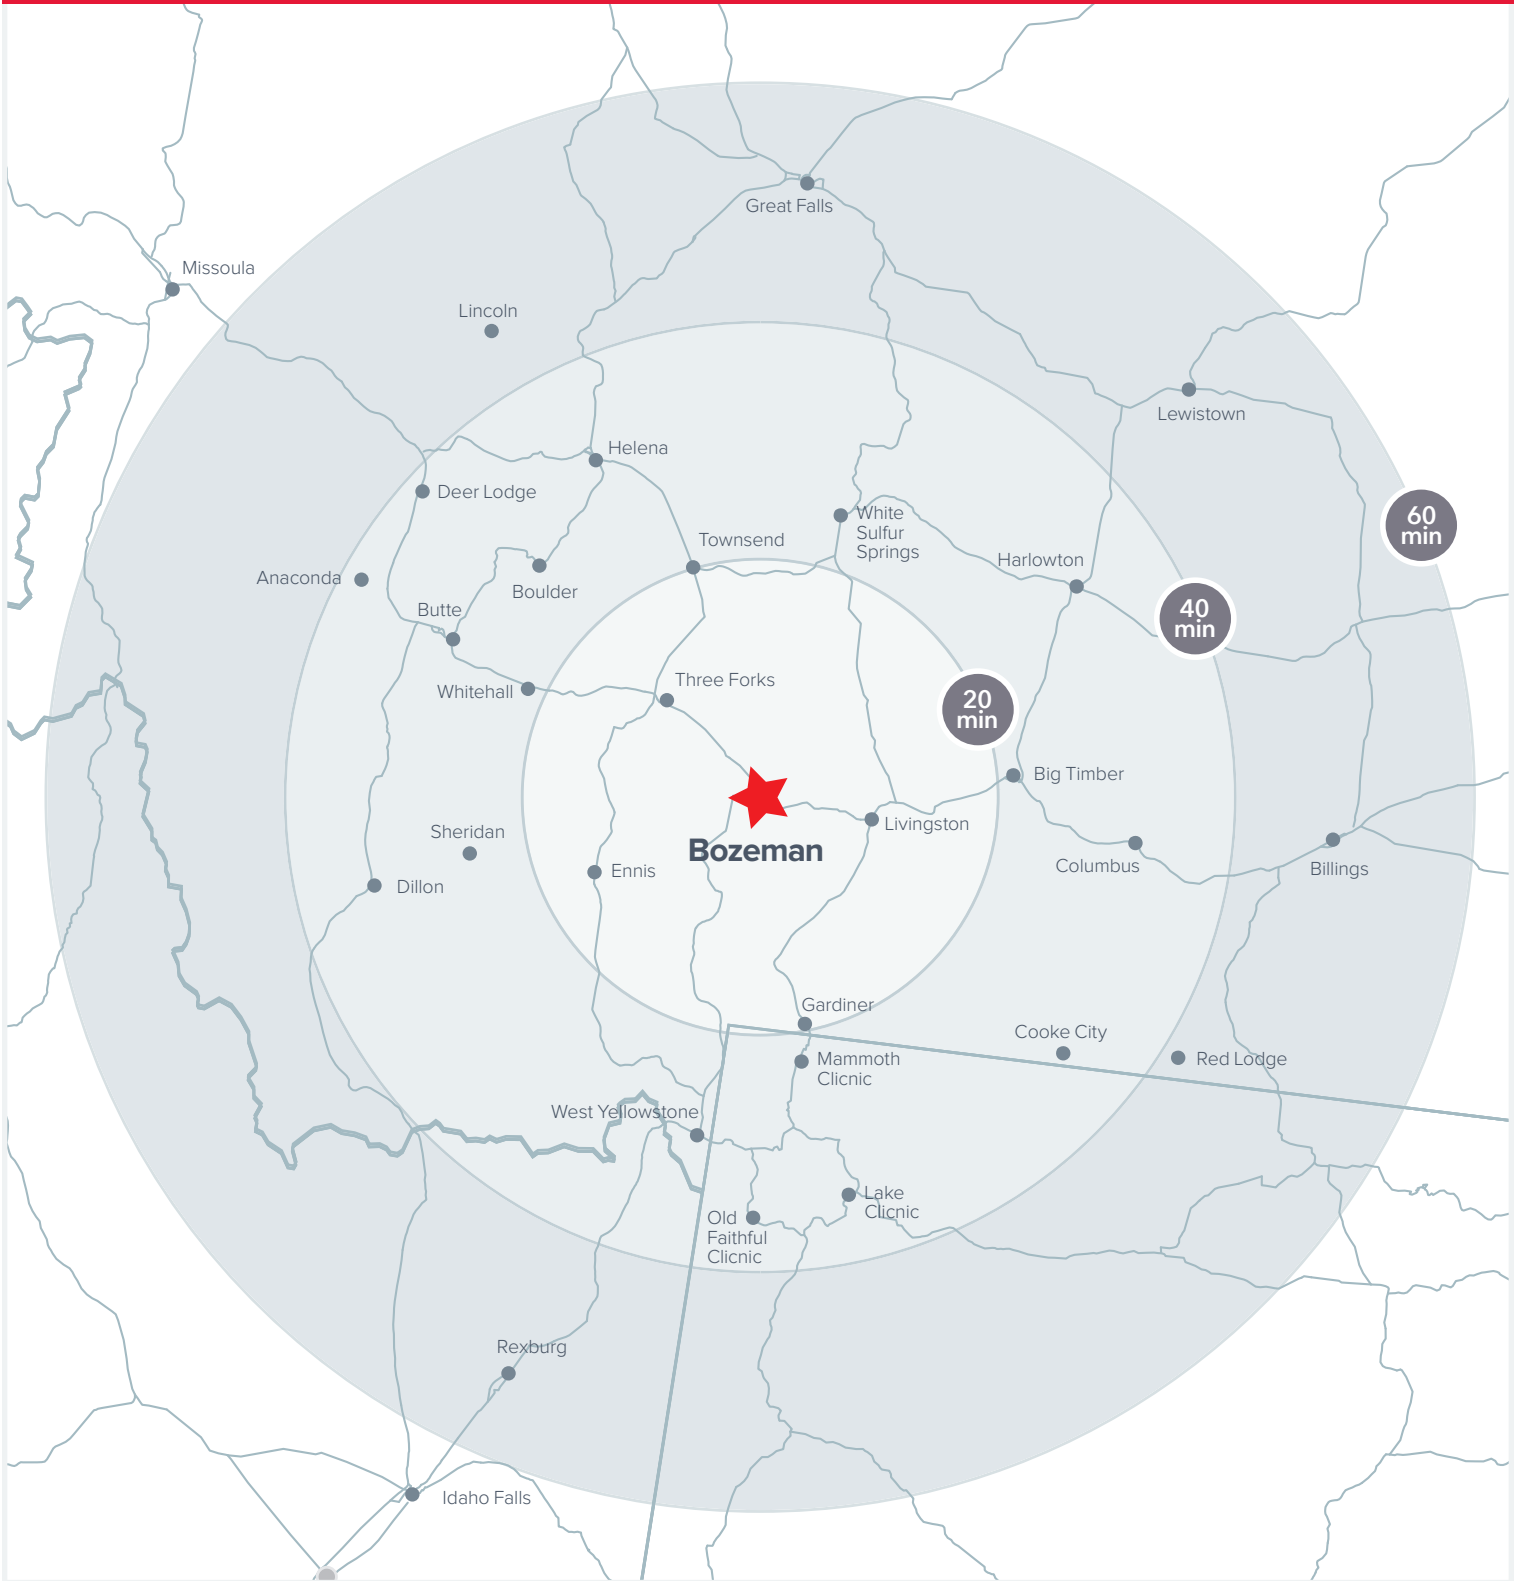 Great Falls
Missoula
Lincoln
Lewistown
Helena
Deer Lodge
60
min
White
Sulfur
Springs
Townsend
Harlowton
Anaconda
Boulder
Butte
40
min
Three Forks
Whitehall
20
min
Big Timber
Livingston
Sheridan
Bozeman
Columbus
Billings
Ennis
Dillon
Gardiner
Cooke City
Mammoth
Clicnic
Red Lodge
West Yellowstone
Lake
Clicnic
Old
Faithful
Clicnic
Rexburg
Idaho Falls